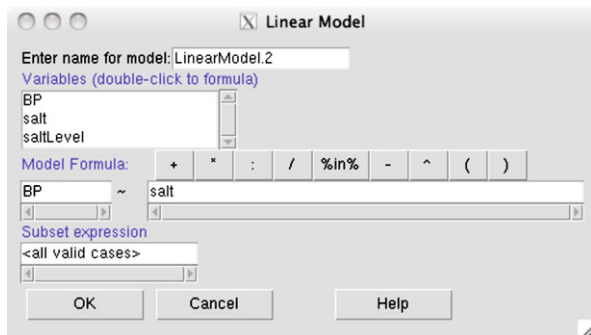 X Linear Model
Enter name for model: LinearModel.2
Variables (double-click to formula)
BP
salt
saltLevel
Model Formula: + * : / %in% - ^ ( )
BP ~ salt
Subset expression
<all valid cases>
OK Cancel Help